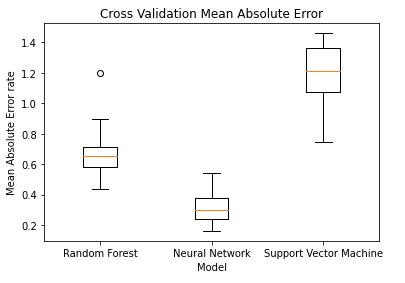 Cross Validation Mean Absolute Error
Mean Absolute Error rate
1.4
1.2
1.0
0.8
0.6
0.4
0.2
Random Forest Neural Network Support Vector Machine
Model